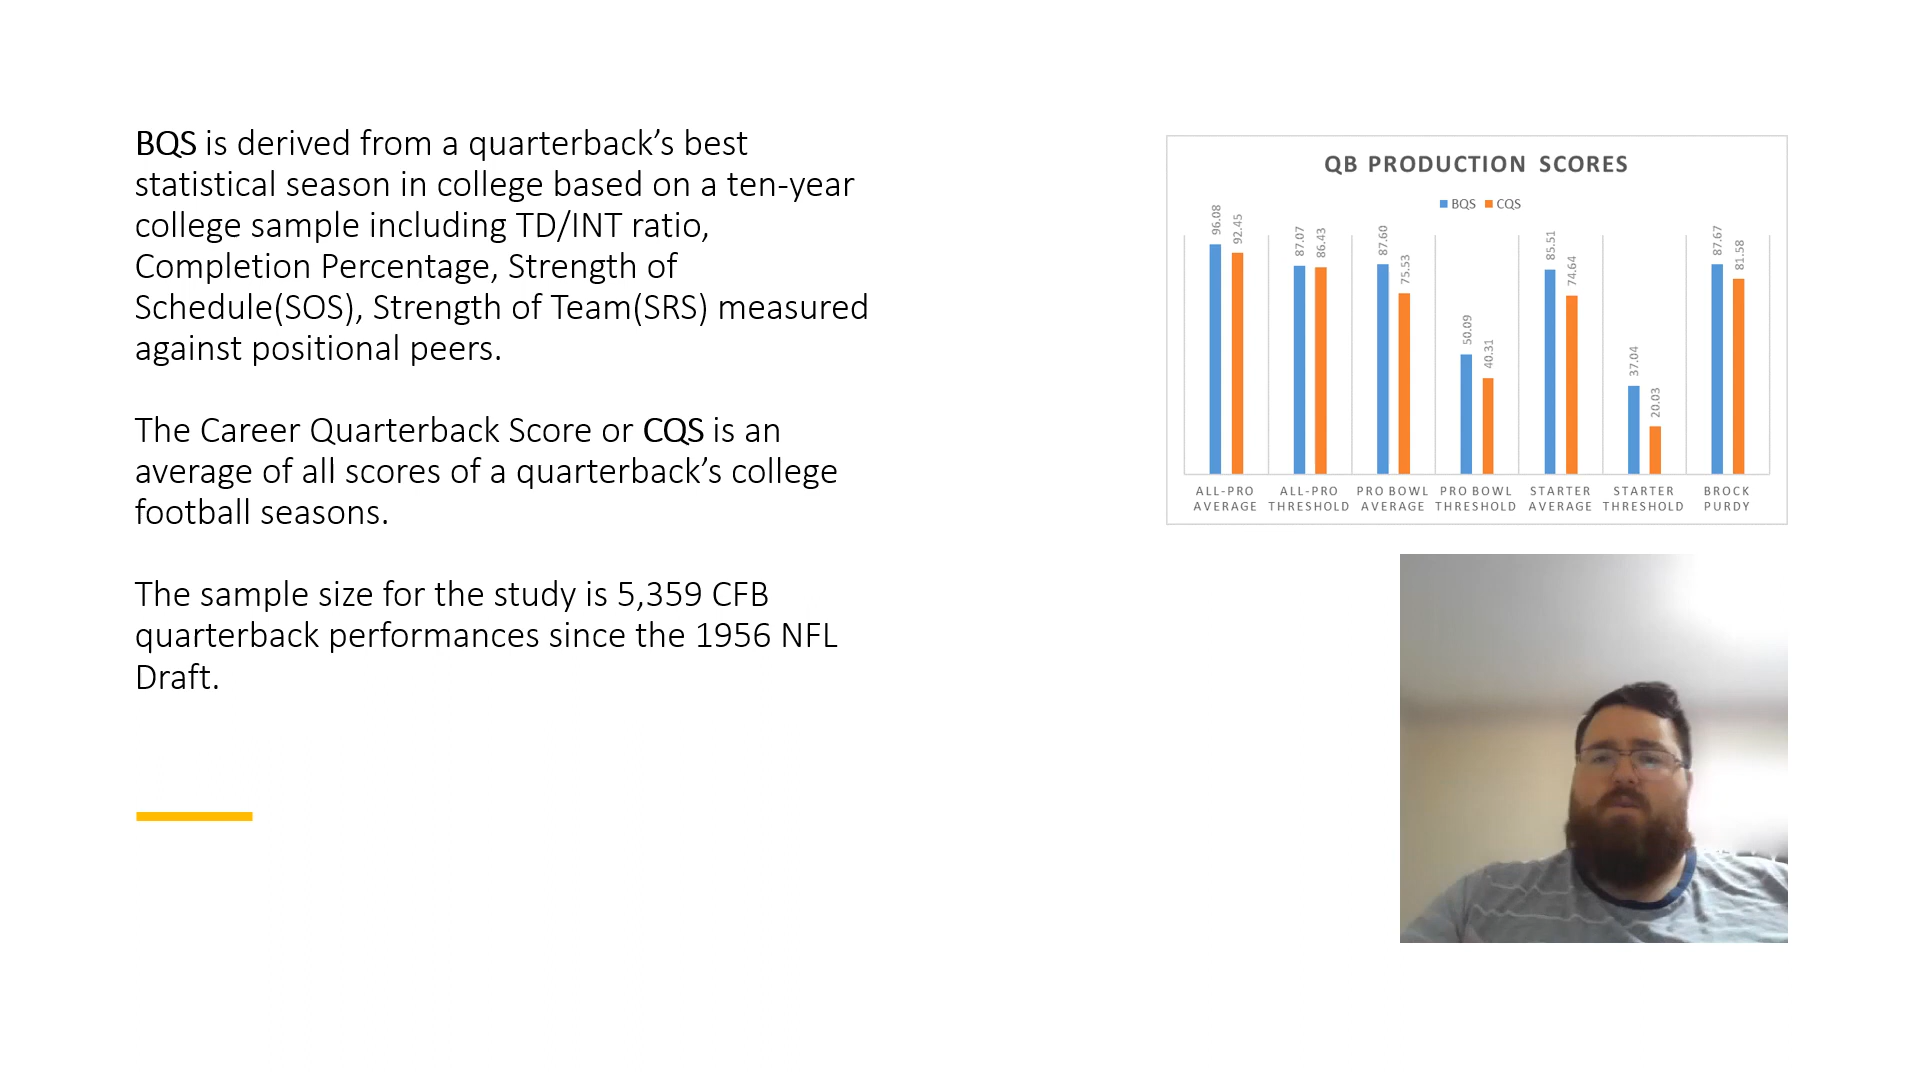 BQS is derived from a quarterback’s best
statistical season in college based on a ten-year
college sample including TD/INT ratio,
Completion Percentage, Strength of
Schedule(SOS), Strength of Team(SRS) measured
against positional peers.
The Career Quarterback Score or CQS is an
average of all scores of a quarterback’s college
football seasons.
The sample size for the study is 5,359 CFB
quarterback performances since the 1956 NFL
Draft.
QB PRODUCTION SCORES
BQS CQS
96.08 92.45 87.07 86.43 87.60 75.53 50.09 40.31 85.51 74.64 37.04 20.03 87.67 81.58
ALL-PRO ALL-PRO PRO BOWL PRO BOWL STARTER STARTER BROCK
AVERAGE THRESHOLD AVERAGE THRESHOLD AVERAGE THRESHOLD PURDY